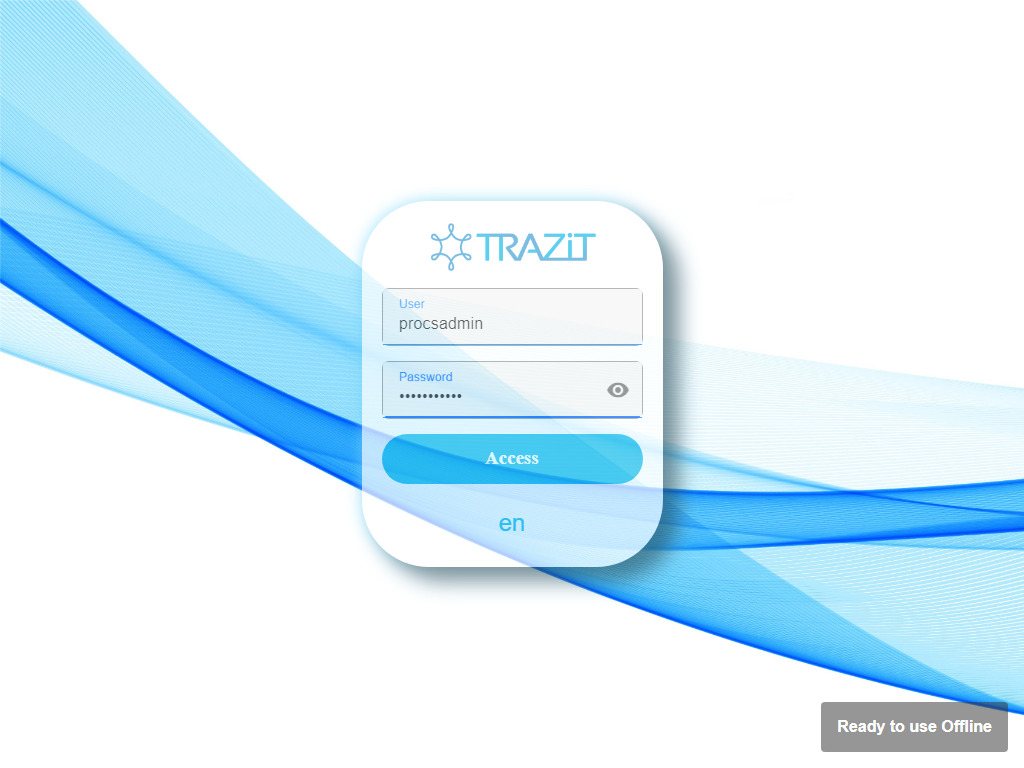 TRAZiT
User
procsadmin
Password
•••••••••••
Access
en
Ready to use Offline